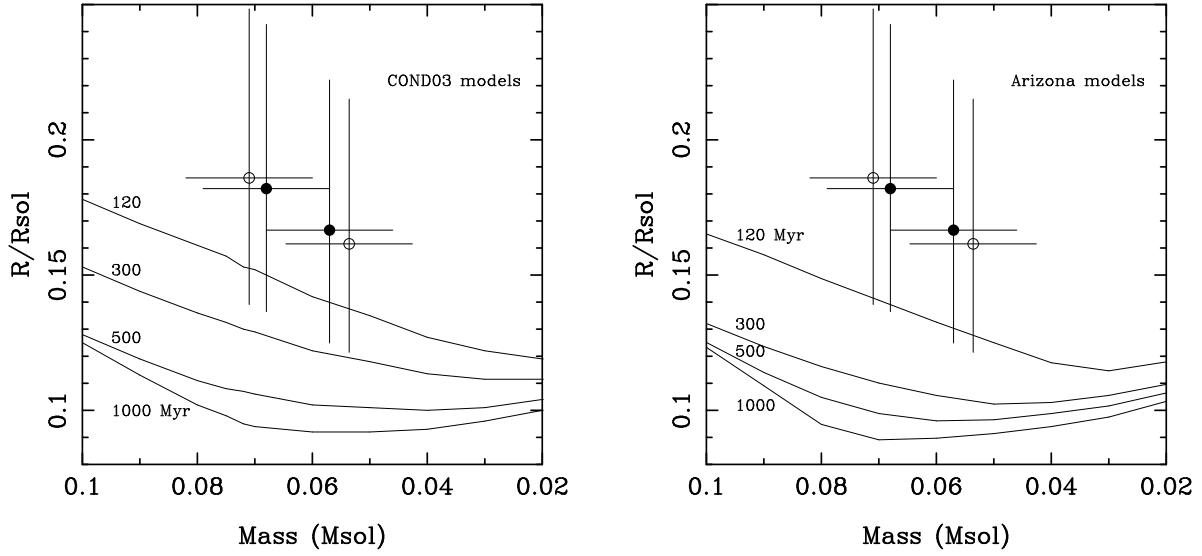 COND03 models
R/Rsol
0.2
0.15
0.1
120
300
500
1000 Myr
0.1 0.08 0.06 0.04 0.02
Mass (Msol)
Arizona models
R/Rsol
0.2
0.15
0.1
120 Myr
300
500
1000
0.1 0.08 0.06 0.04 0.02
Mass (Msol)